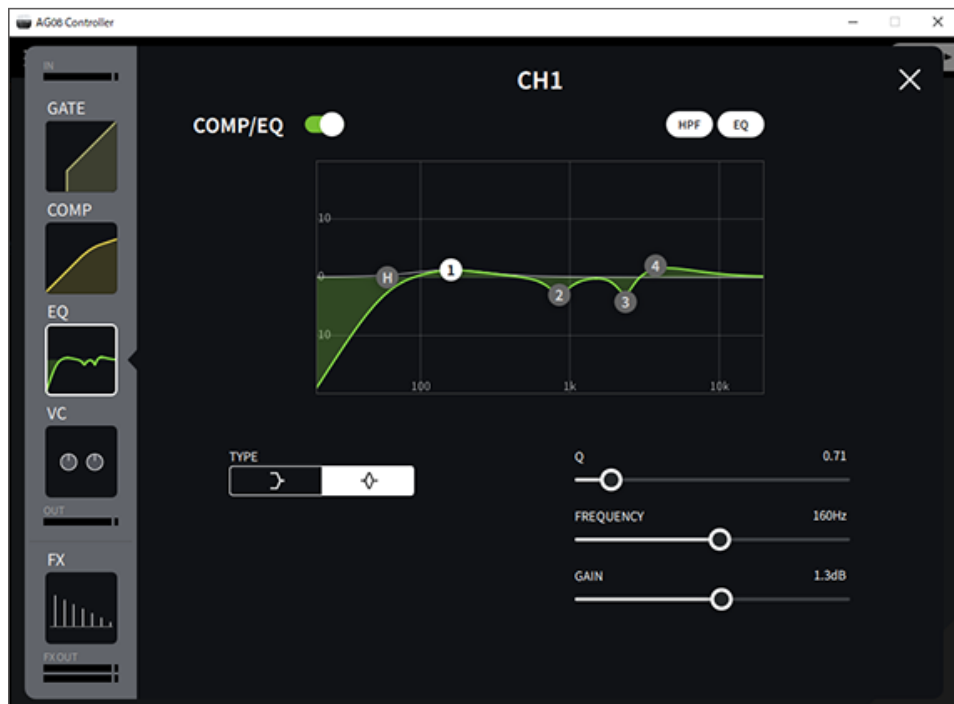 AG08 Controller
IN
GATE
COMP
EQ
VC
OUT
FX
FX OUT
CH1
COMP/EQ
HPF
EQ
10
0
10
100
1k
10k
H
1
2
3
4
TYPE
Q
0.71
FREQUENCY
160Hz
GAIN
1.3dB